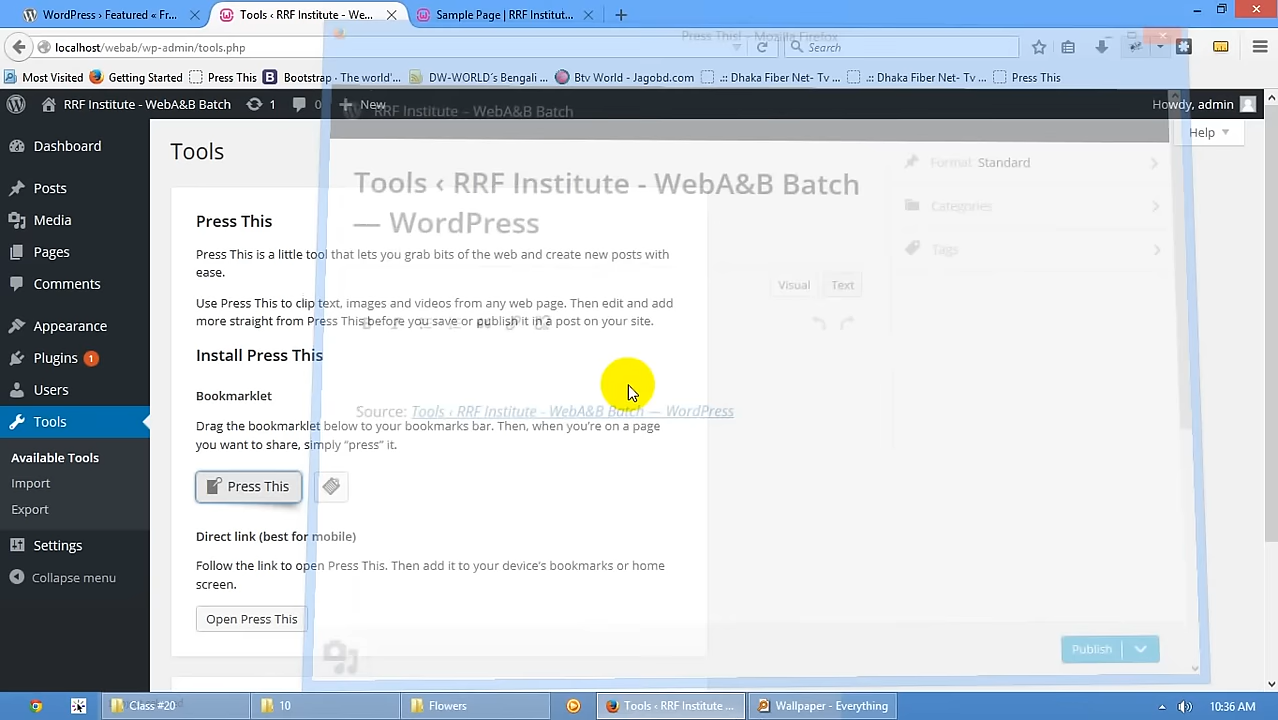 WordPress › Featured « Fr...
Tools ‹ RRF Institute - We...
Sample Page | RRF Institut...
Press This! - Mozilla Firefox
localhost/webab/wp-admin/tools.php
Search
Most Visited
Getting Started
Press This
Bootstrap · The world'...
DW-WORLD's Bengali ...
Btv World - Jagobd.com
.:: Dhaka Fiber Net- Tv ...
.:: Dhaka Fiber Net- Tv ...
Press This
RRF Institute - WebA&B Batch
1
0
New
RRF Institute - WebA&B Batch
Howdy, admin
Help
Dashboard
Posts
Media
Pages
Comments
Appearance
Plugins 1
Users
Tools
Available Tools
Import
Export
Settings
Collapse menu
Tools
Press This
Press This is a little tool that lets you grab bits of the web and create new posts with
ease.
Use Press This to clip text, images and videos from any web page. Then edit and add
more straight from Press This before you save or publish it in a post on your site.
Install Press This
Bookmarklet
Drag the bookmarklet below to your bookmarks bar. Then, when you're on a page
you want to share, simply “press” it.
Press This
Direct link (best for mobile)
Follow the link to open Press This. Then add it to your device's bookmarks or home
screen.
Open Press This
Tools ‹ RRF Institute - WebA&B Batch
— WordPress
Visual
Text
Source: Tools ‹ RRF Institute - WebA&B Batch — WordPress
Format: Standard
Categories
Tags
Publish
Class #20
10
Flowers
Tools ‹ RRF Institute ...
Wallpaper - Everything
10:36 AM